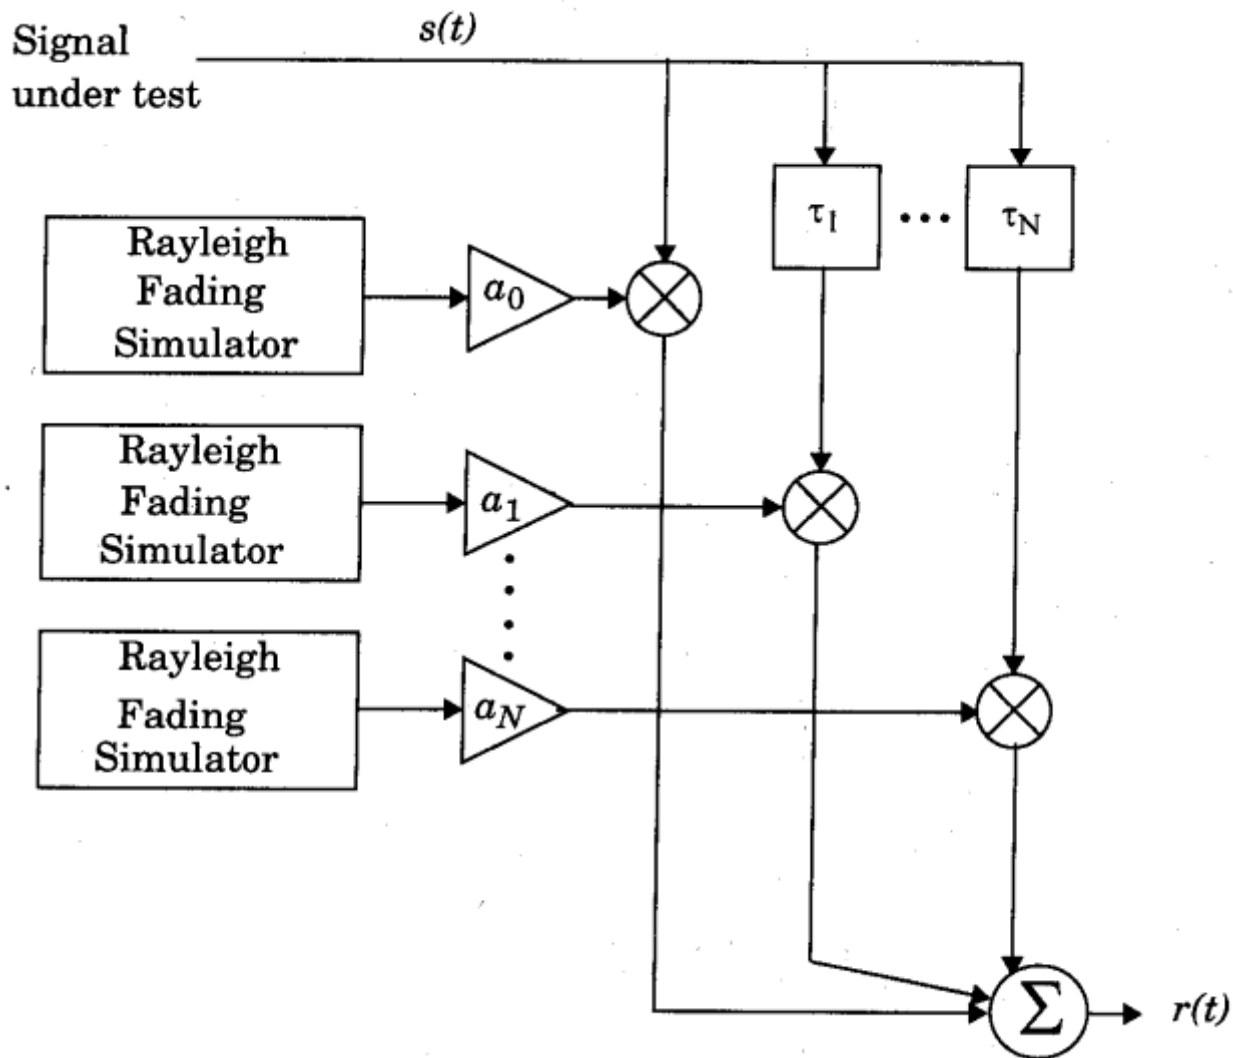 Signal
under test
s(t)
τ1
τN
Rayleigh
Fading
Simulator
a0
Rayleigh
Fading
Simulator
a1
Rayleigh
Fading
Simulator
aN
Σ
r(t)